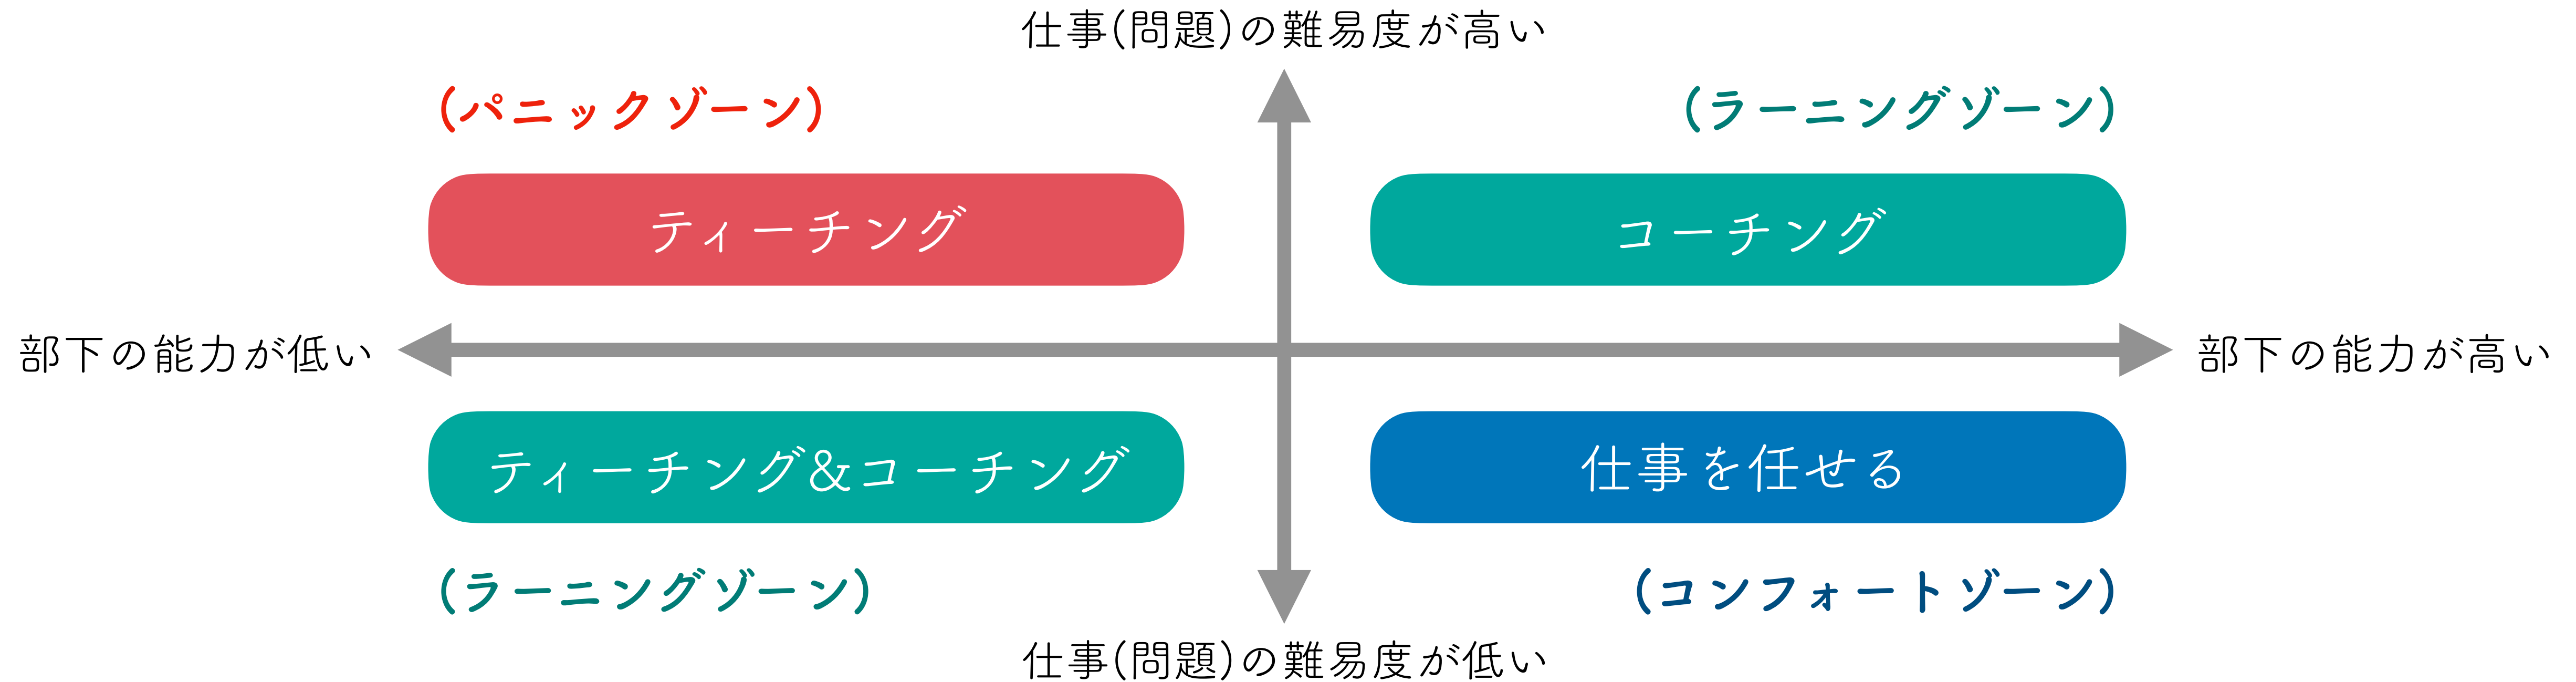 仕事(問題)の難易度が高い
(パニックゾーン)
(ラーニングゾーン)
ティーチング
コーチング
部下の能力が低い
部下の能力が高い
ティーチング&コーチング
仕事を任せる
(ラーニングゾーン)
(コンフォートゾーン)
仕事(問題)の難易度が低い